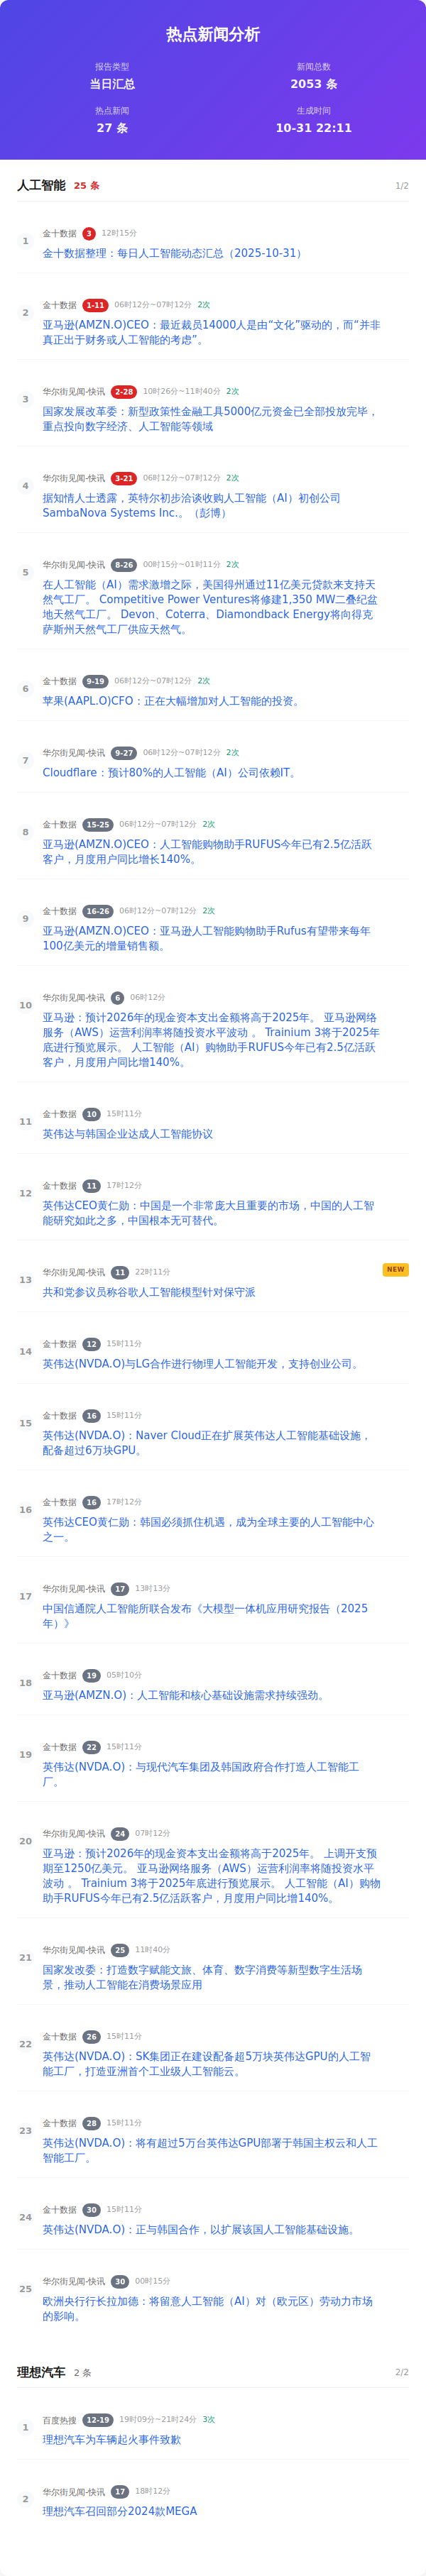 热点新闻分析
报告类型
新闻总数
当日汇总
2053 条
热点新闻
生成时间
27 条
10-31 22:11
人工智能 25 条 1/2
1
金十数据 3 12时15分
金十数据整理：每日人工智能动态汇总（2025-10-31）
2
金十数据 1-11 06时12分~07时12分 2次
亚马逊(AMZN.O)CEO：最近裁员14000人是由“文化”驱动的，而“并非
真正出于财务或人工智能的考虑”。
3
华尔街见闻-快讯 2-28 10时26分~11时40分 2次
国家发展改革委：新型政策性金融工具5000亿元资金已全部投放完毕，
重点投向数字经济、人工智能等领域
4
华尔街见闻-快讯 3-21 06时12分~07时12分 2次
据知情人士透露，英特尔初步洽谈收购人工智能（AI）初创公司
SambaNova Systems Inc.。（彭博）
5
华尔街见闻-快讯 8-26 00时15分~01时11分 2次
在人工智能（AI）需求激增之际，美国得州通过11亿美元贷款来支持天
然气工厂。 Competitive Power Ventures将修建1,350 MW二叠纪盆
地天然气工厂。 Devon、Coterra、Diamondback Energy将向得克
萨斯州天然气工厂供应天然气。
6
金十数据 9-19 06时12分~07时12分 2次
苹果(AAPL.O)CFO：正在大幅增加对人工智能的投资。
7
华尔街见闻-快讯 9-27 06时12分~07时12分 2次
Cloudflare：预计80%的人工智能（AI）公司依赖IT。
8
金十数据 15-25 06时12分~07时12分 2次
亚马逊(AMZN.O)CEO：人工智能购物助手RUFUS今年已有2.5亿活跃
客户，月度用户同比增长140%。
9
金十数据 16-26 06时12分~07时12分 2次
亚马逊(AMZN.O)CEO：亚马逊人工智能购物助手Rufus有望带来每年
100亿美元的增量销售额。
10
华尔街见闻-快讯 6 06时12分
亚马逊：预计2026年的现金资本支出金额将高于2025年。 亚马逊网络
服务（AWS）运营利润率将随投资水平波动 。 Trainium 3将于2025年
底进行预览展示。 人工智能（AI）购物助手RUFUS今年已有2.5亿活跃
客户，月度用户同比增140%。
11
金十数据 10 15时11分
英伟达与韩国企业达成人工智能协议
12
金十数据 11 17时12分
英伟达CEO黄仁勋：中国是一个非常庞大且重要的市场，中国的人工智
能研究如此之多，中国根本无可替代。
13
华尔街见闻-快讯 11 22时11分 NEW
共和党参议员称谷歌人工智能模型针对保守派
14
金十数据 12 15时11分
英伟达(NVDA.O)与LG合作进行物理人工智能开发，支持创业公司。
15
金十数据 16 15时11分
英伟达(NVDA.O)：Naver Cloud正在扩展英伟达人工智能基础设施，
配备超过6万块GPU。
16
金十数据 16 17时12分
英伟达CEO黄仁勋：韩国必须抓住机遇，成为全球主要的人工智能中心
之一。
17
华尔街见闻-快讯 17 13时13分
中国信通院人工智能所联合发布《大模型一体机应用研究报告（2025
年）》
18
金十数据 19 05时10分
亚马逊(AMZN.O)：人工智能和核心基础设施需求持续强劲。
19
金十数据 22 15时11分
英伟达(NVDA.O)：与现代汽车集团及韩国政府合作打造人工智能工
厂。
20
华尔街见闻-快讯 24 07时12分
亚马逊：预计2026年的现金资本支出金额将高于2025年。 上调开支预
期至1250亿美元。 亚马逊网络服务（AWS）运营利润率将随投资水平
波动 。 Trainium 3将于2025年底进行预览展示。 人工智能（AI）购物
助手RUFUS今年已有2.5亿活跃客户，月度用户同比增140%。
21
华尔街见闻-快讯 25 11时40分
国家发改委：打造数字赋能文旅、体育、数字消费等新型数字生活场
景，推动人工智能在消费场景应用
22
金十数据 26 15时11分
英伟达(NVDA.O)：SK集团正在建设配备超5万块英伟达GPU的人工智
能工厂，打造亚洲首个工业级人工智能云。
23
金十数据 28 15时11分
英伟达(NVDA.O)：将有超过5万台英伟达GPU部署于韩国主权云和人工
智能工厂。
24
金十数据 30 15时11分
英伟达(NVDA.O)：正与韩国合作，以扩展该国人工智能基础设施。
25
华尔街见闻-快讯 30 00时15分
欧洲央行行长拉加德：将留意人工智能（AI）对（欧元区）劳动力市场
的影响。
理想汽车 2 条 2/2
1
百度热搜 12-19 19时09分~21时24分 3次
理想汽车为车辆起火事件致歉
2
华尔街见闻-快讯 17 18时12分
理想汽车召回部分2024款MEGA